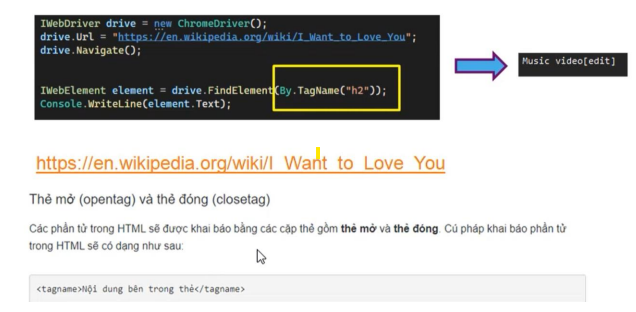 IWebDriver drive = new ChromeDriver();
drive.Url = "https://en.wikipedia.org/wiki/I_Want_to_Love_You";
drive.Navigate();
IWebElement element = drive.FindElement(By.TagName("h2"));
Console.WriteLine(element.Text);
Music video[edit]
https://en.wikipedia.org/wiki/I_Want_to_Love_You
Thẻ mở (opentag) và thẻ đóng (closetag)
Các phần tử trong HTML sẽ được khai báo bằng các cặp thẻ gồm thẻ mở và thẻ đóng. Cú pháp khai báo phần tử
trong HTML sẽ có dạng như sau:
<tagname>Nội dung bên trong thẻ</tagname>